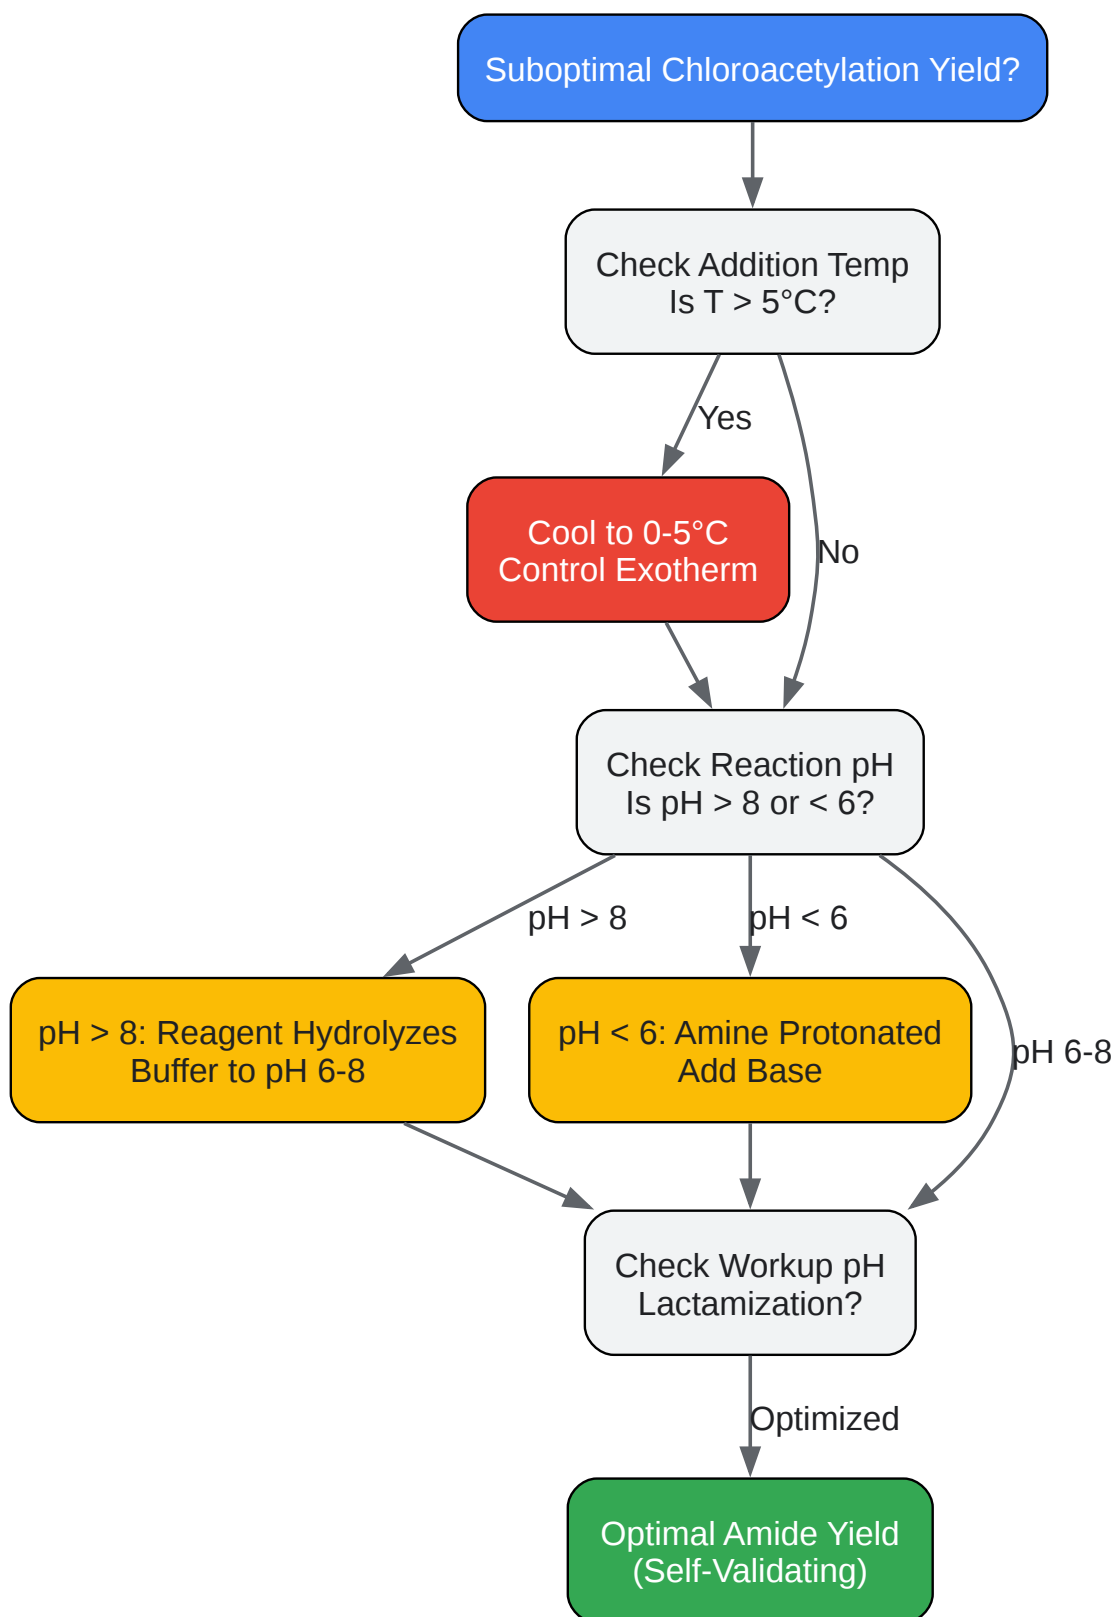 Suboptimal Chloroacetylation Yield?
Check Addition Temp
Is T > 5°C?
Yes
No
Cool to 0-5°C
Control Exotherm
Check Reaction pH
Is pH > 8 or < 6?
pH > 8
pH < 6
pH 6-8
pH > 8: Reagent Hydrolyzes
Buffer to pH 6-8
pH < 6: Amine Protonated
Add Base
Check Workup pH
Lactamization?
Optimized
Optimal Amide Yield
(Self-Validating)